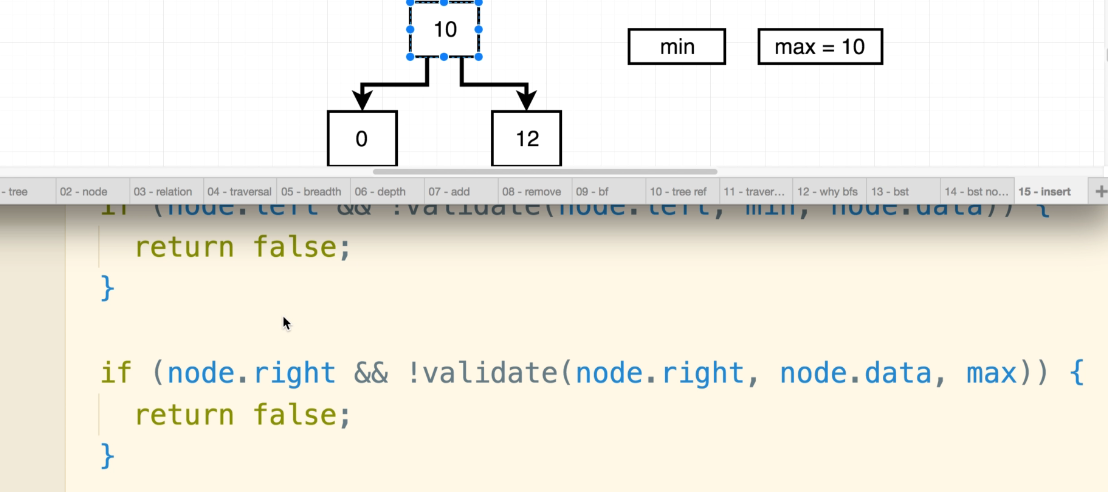 10
min
max = 10
0
12
- tree
02 - node
03 - relation
04 - traversal
05 - breadth
06 - depth
07 - add
08 - remove
09 - bf
10 - tree ref
11 - traver...
12 - why bfs
13 - bst
14 - bst no...
15 - insert
+
if (node.left && !validate(node.left, min, node.data)) {
return false;
}
if (node.right && !validate(node.right, node.data, max)) {
return false;
}